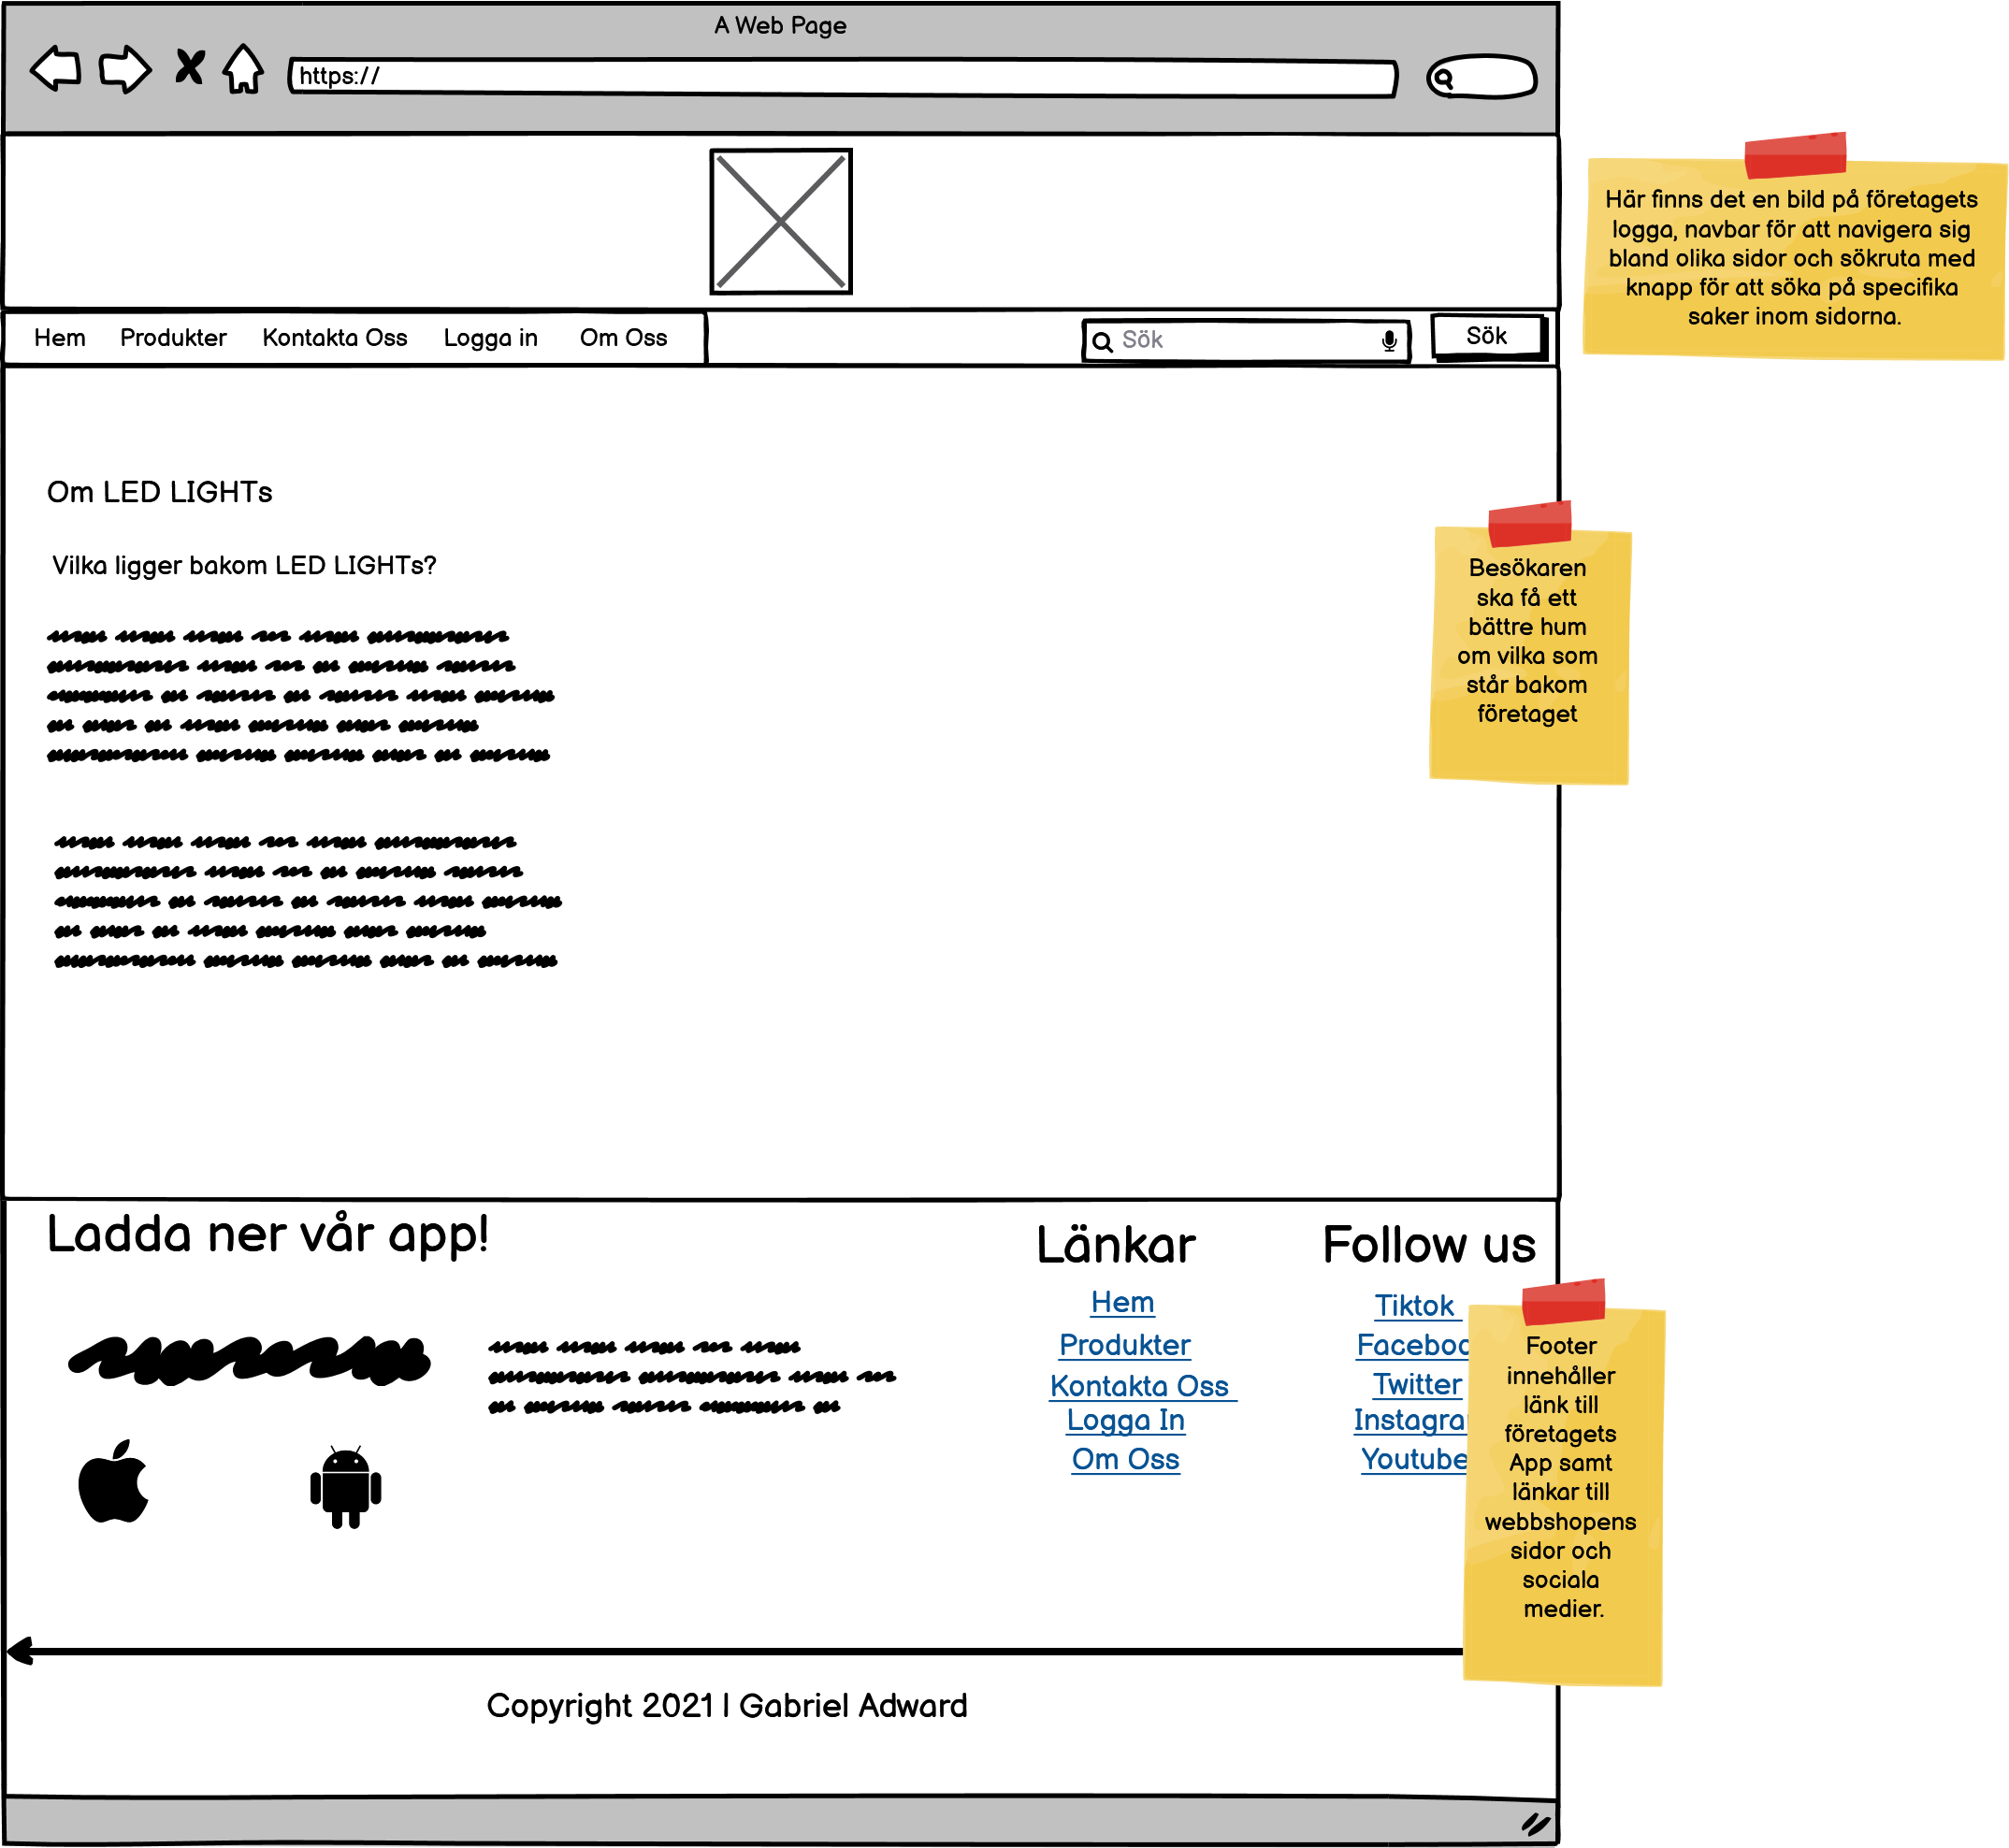 A Web Page
https://
Här finns det en bild på företagets
logga, navbar för att navigera sig
bland olika sidor och sökruta med
knapp för att söka på specifika
saker inom sidorna.
Hem Produkter Kontakta Oss Logga in Om Oss
Sök
Sök
Om LED LIGHTs
Vilka ligger bakom LED LIGHTs?
Besökaren
ska få ett
bättre hum
om vilka som
står bakom
företaget
Ladda ner vår app!
Länkar
Hem
Produkter
Kontakta Oss
Logga In
Om Oss
Follow us
Tiktok
Faceboo
Twitter
Instagra
Youtube
Footer
innehåller
länk till
företagets
App samt
länkar till
webbshopens
sidor och
sociala
medier.
Copyright 2021 | Gabriel Adward